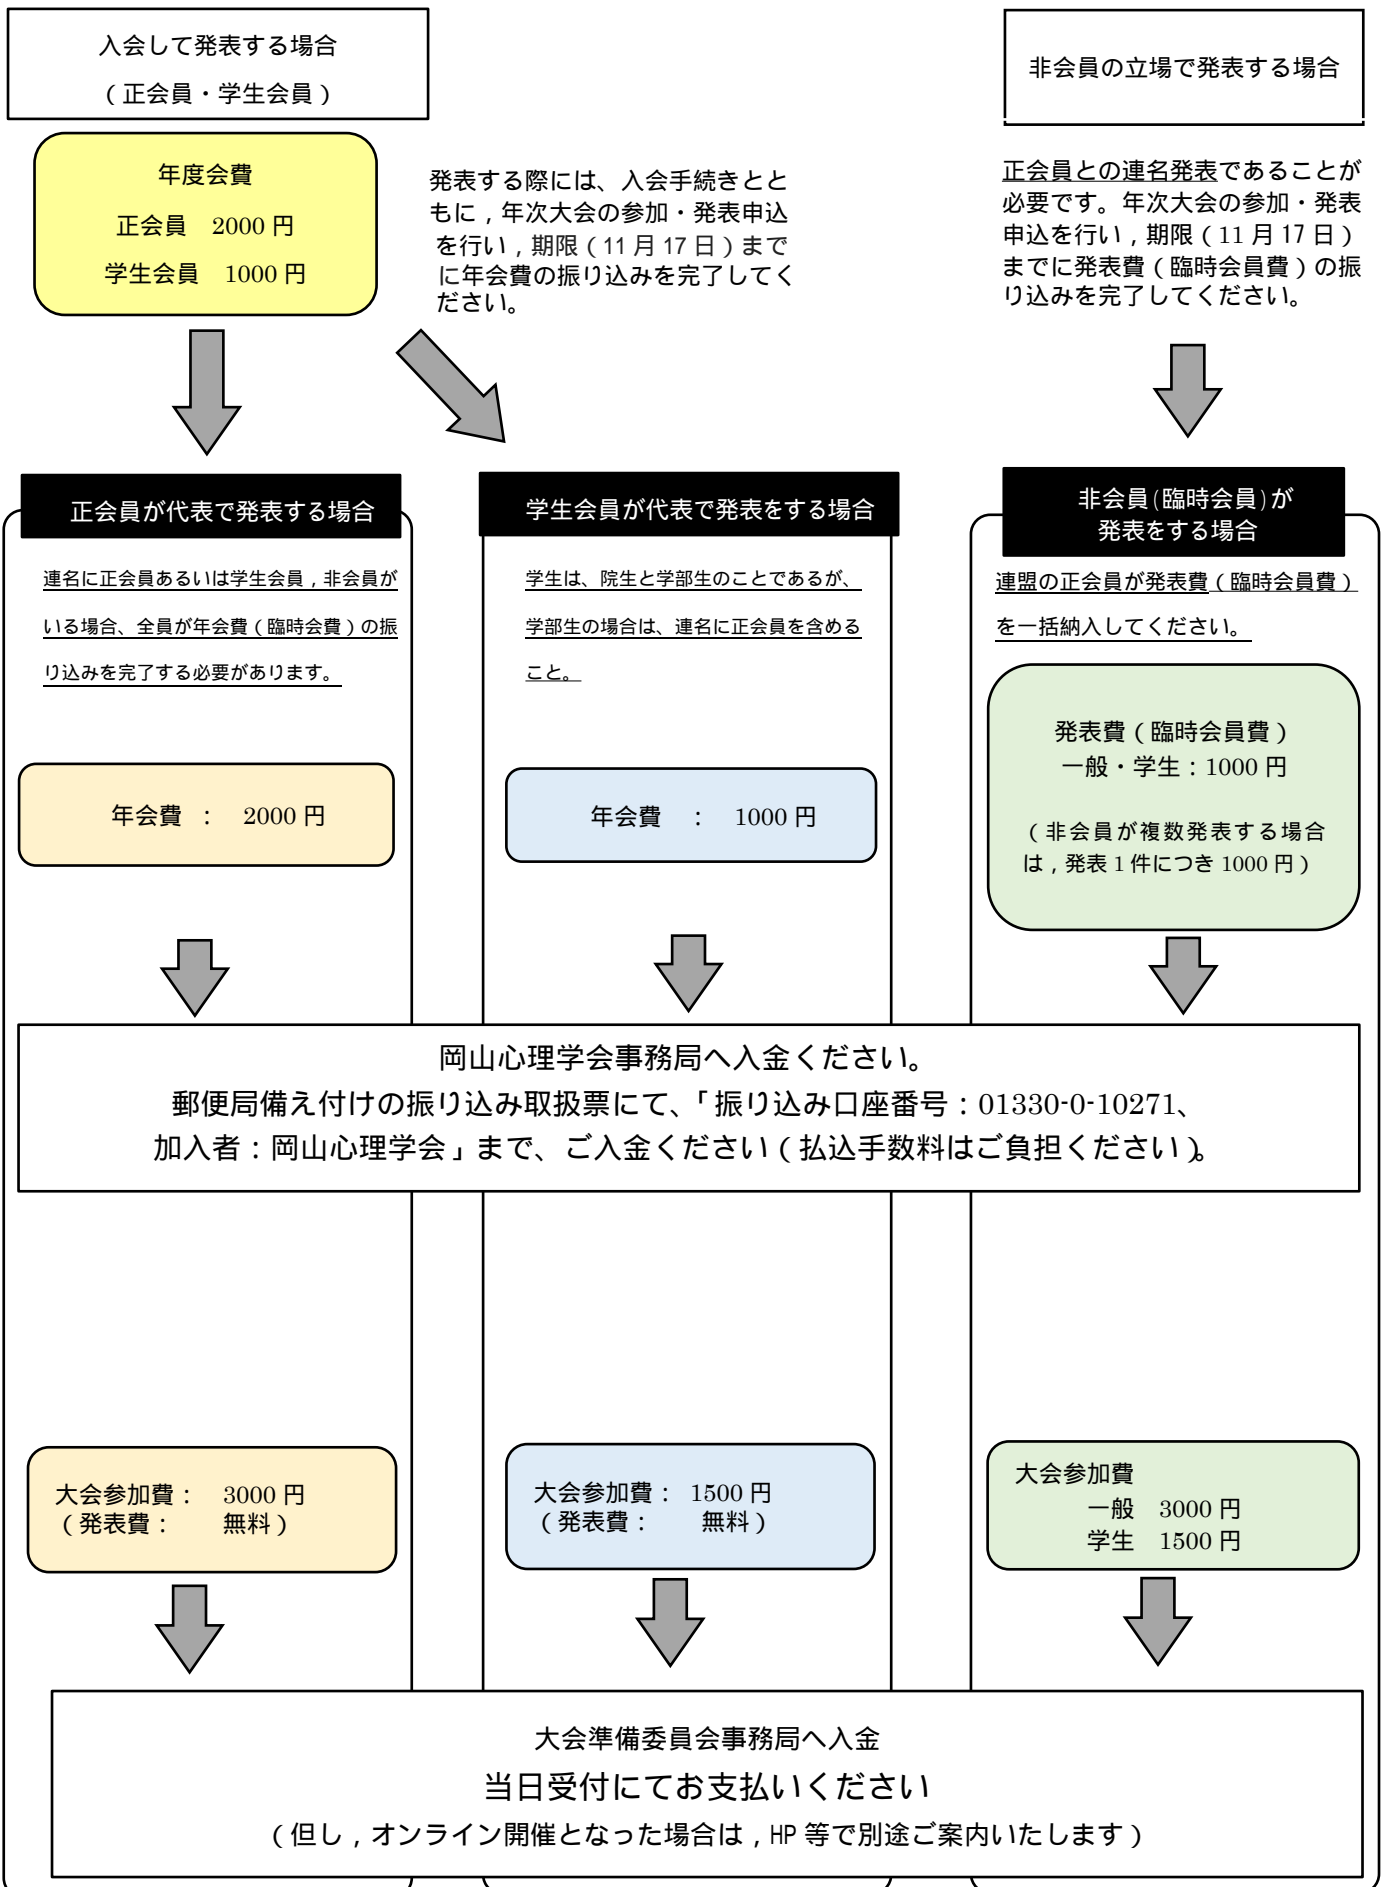 入会して発表する場合
（正会員・学生会員）
年度会費
正会員　2000 円
学生会員　1000 円
発表する際には、入会手続きとと
もに，年次大会の参加・発表申込
を行い，期限（11 月 17 日）まで
に年会費の振り込みを完了してく
ださい。
非会員の立場で発表する場合
正会員との連名発表であることが
必要です。年次大会の参加・発表
申込を行い，期限（11 月 17 日）
までに発表費（臨時会員費）の振
り込みを完了してください。
正会員が代表で発表する場合
連名に正会員あるいは学生会員，非会員が
いる場合、全員が年会費（臨時会費）の振
り込みを完了する必要があります。
年会費　：　2000 円
学生会員が代表で発表をする場合
学生は、院生と学部生のことであるが、
学部生の場合は、連名に正会員を含める
こと。
年会費　：　1000 円
非会員(臨時会員)が
発表をする場合
連盟の正会員が発表費（臨時会員費）
を一括納入してください。
発表費（臨時会員費）
一般・学生：1000 円
（非会員が複数発表する場合
は，発表 1 件につき 1000 円）
岡山心理学会事務局へ入金ください。
郵便局備え付けの振り込み取扱票にて、「振り込み口座番号：01330-0-10271、
加入者：岡山心理学会」まで、ご入金ください（払込手数料はご負担ください）。
大会参加費：　3000 円
（発表費：　　無料）
大会参加費：　1500 円
（発表費：　　無料）
大会参加費
一般　3000 円
学生　1500 円
大会準備委員会事務局へ入金
当日受付にてお支払いください
（但し，オンライン開催となった場合は，HP 等で別途ご案内いたします）